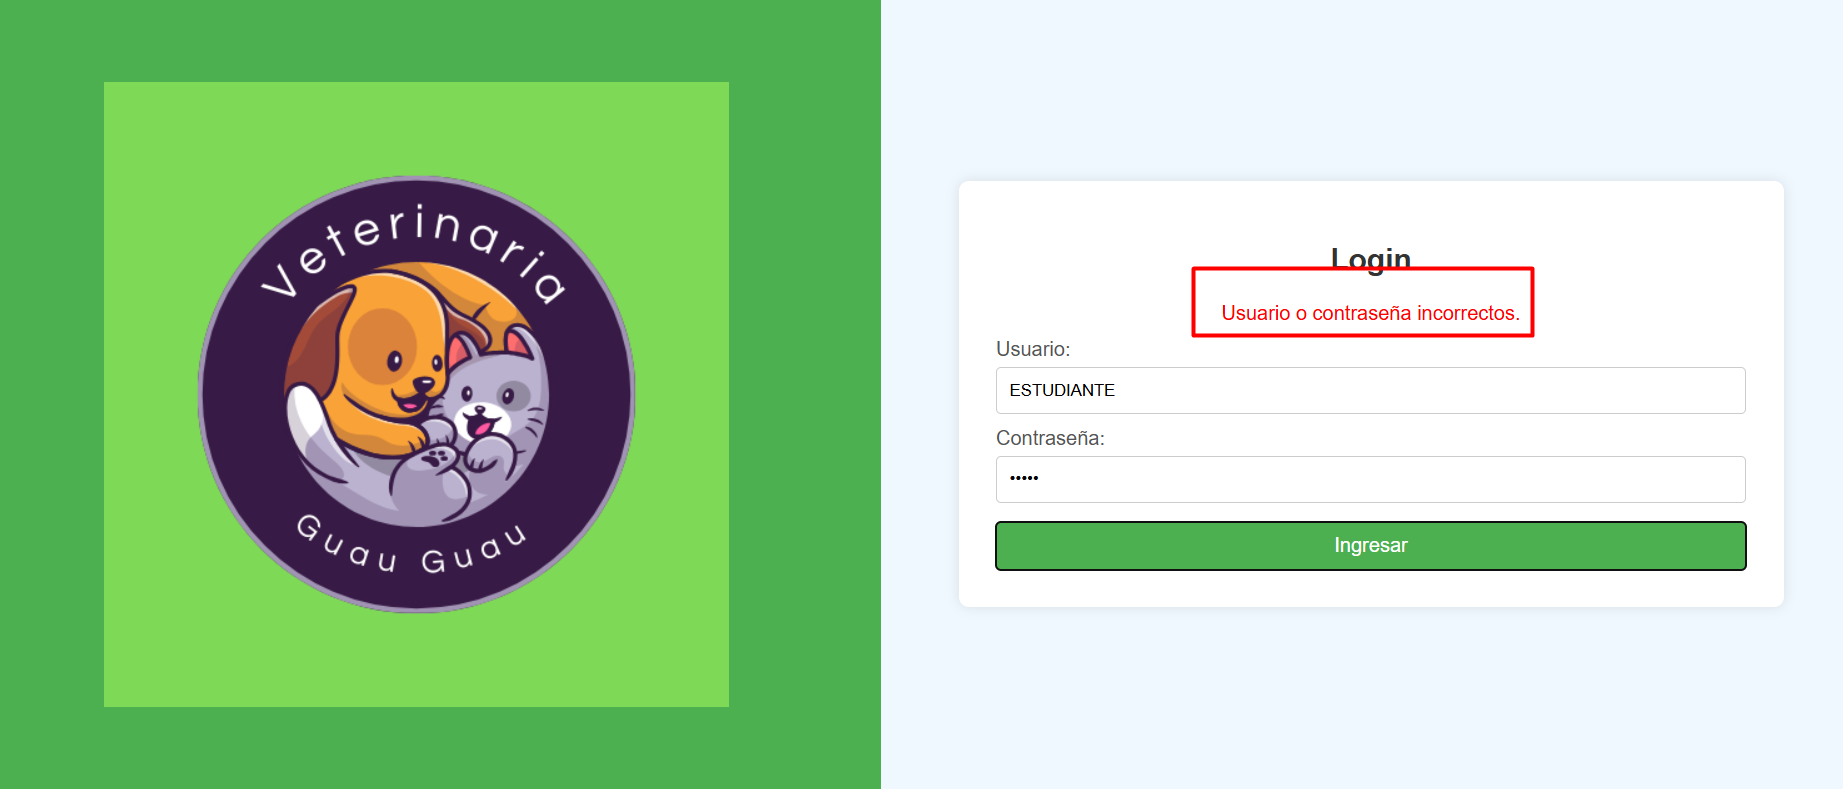 Veterinaria
Guau Guau
Login
Usuario o contraseña incorrectos.
Usuario:
ESTUDIANTE
Contraseña:
•••••
Ingresar